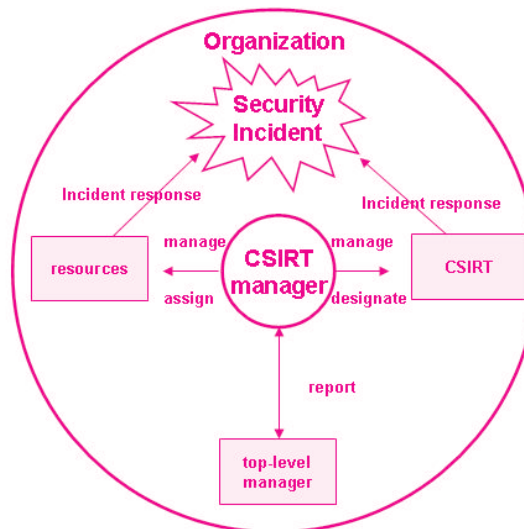 Organization
Security
Incident
Incident response
Incident response
manage
manage
resources
CSIRT
manager
CSIRT
assign
designate
report
top-level
manager